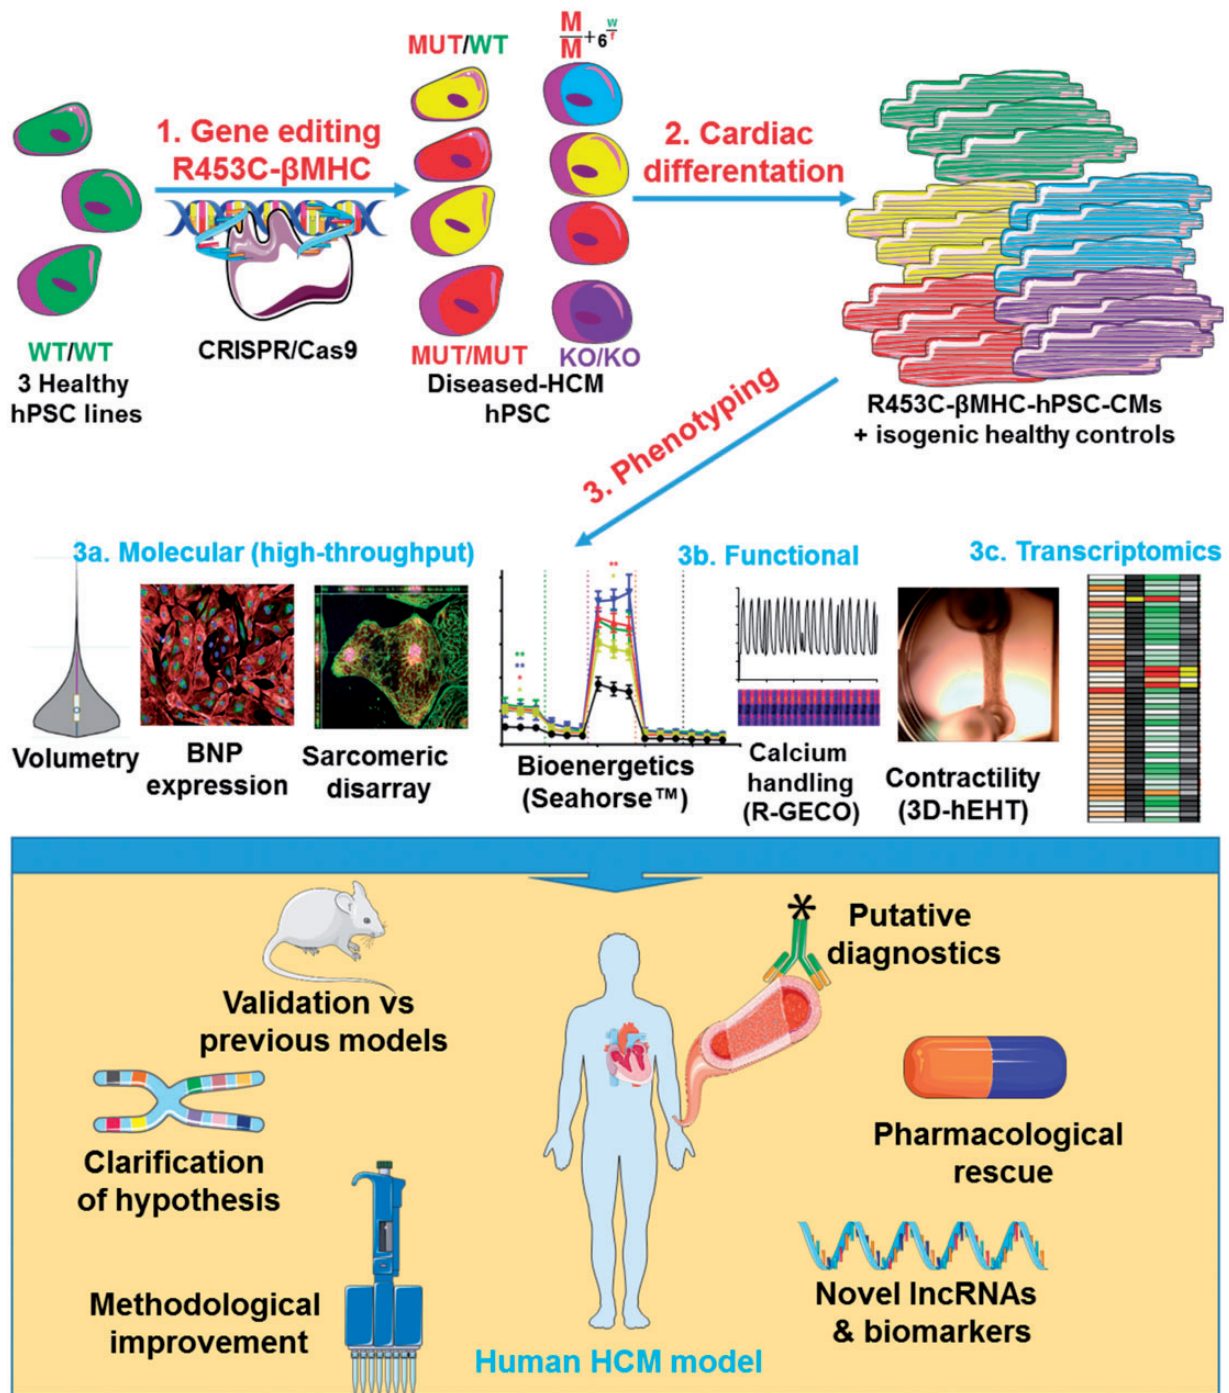 MUT/WT
M
M
+6
w
f
1. Gene editing
R453C-βMHC
2. Cardiac
differentation
WT/WT
3 Healthy
hPSC lines
CRISPR/Cas9
MUT/MUT
KO/KO
Diseased-HCM
hPSC
R453C-βMHC-hPSC-CMs
+ isogenic healthy controls
3. Phenotyping
3a. Molecular (high-throughput)
3b. Functional
3c. Transcriptomics
Volumetry
BNP
expression
Sarcomeric
disarray
Bioenergetics
(Seahorse™)
Calcium
handling
(R-GECO)
Contractility
(3D-hEHT)
Validation vs
previous models
Putative
diagnostics
Clarification
of hypothesis
Pharmacological
rescue
Methodological
improvement
Novel lncRNAs
& biomarkers
Human HCM model